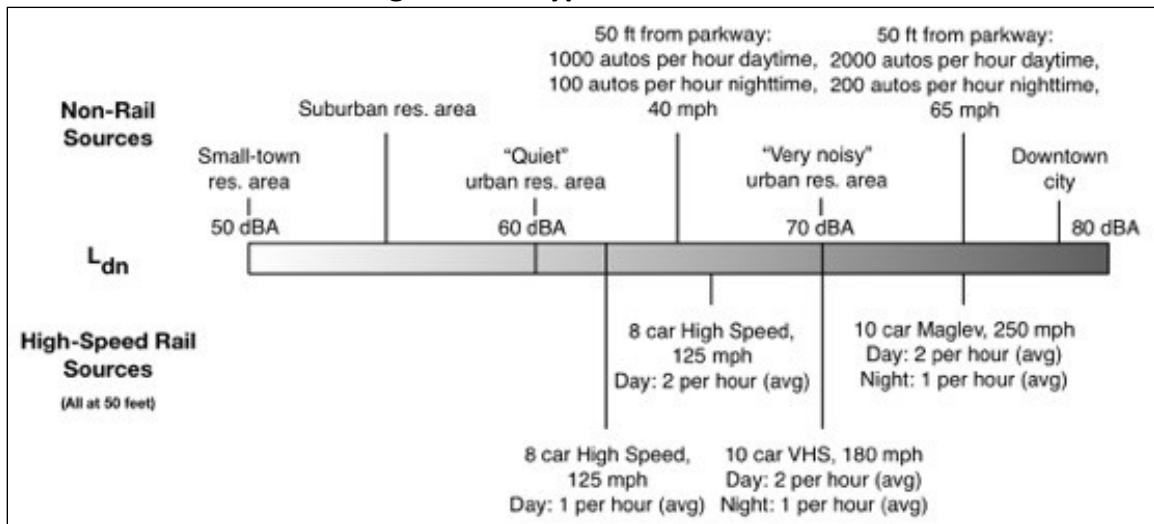 50 ft from parkway:
1000 autos per hour daytime,
100 autos per hour nighttime,
40 mph
50 ft from parkway:
2000 autos per hour daytime,
200 autos per hour nighttime,
65 mph
Non-Rail
Sources
Suburban res. area
Small-town
res. area
"Quiet"
urban res. area
"Very noisy"
urban res. area
Downtown
city
50 dBA
60 dBA
70 dBA
80 dBA
Ldn
High-Speed Rail
Sources
(All at 50 feet)
8 car High Speed,
125 mph
Day: 2 per hour (avg)
10 car Maglev, 250 mph
Day: 2 per hour (avg)
Night: 1 per hour (avg)
8 car High Speed,
125 mph
Day: 1 per hour (avg)
10 car VHS, 180 mph
Day: 2 per hour (avg)
Night: 1 per hour (avg)